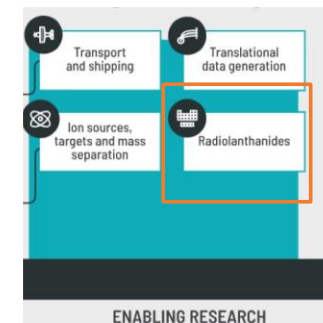 Transport
and shipping
Translational
data generation
Ion sources,
targets and mass
separation
Radiolanthanides
ENABLING RESEARCH